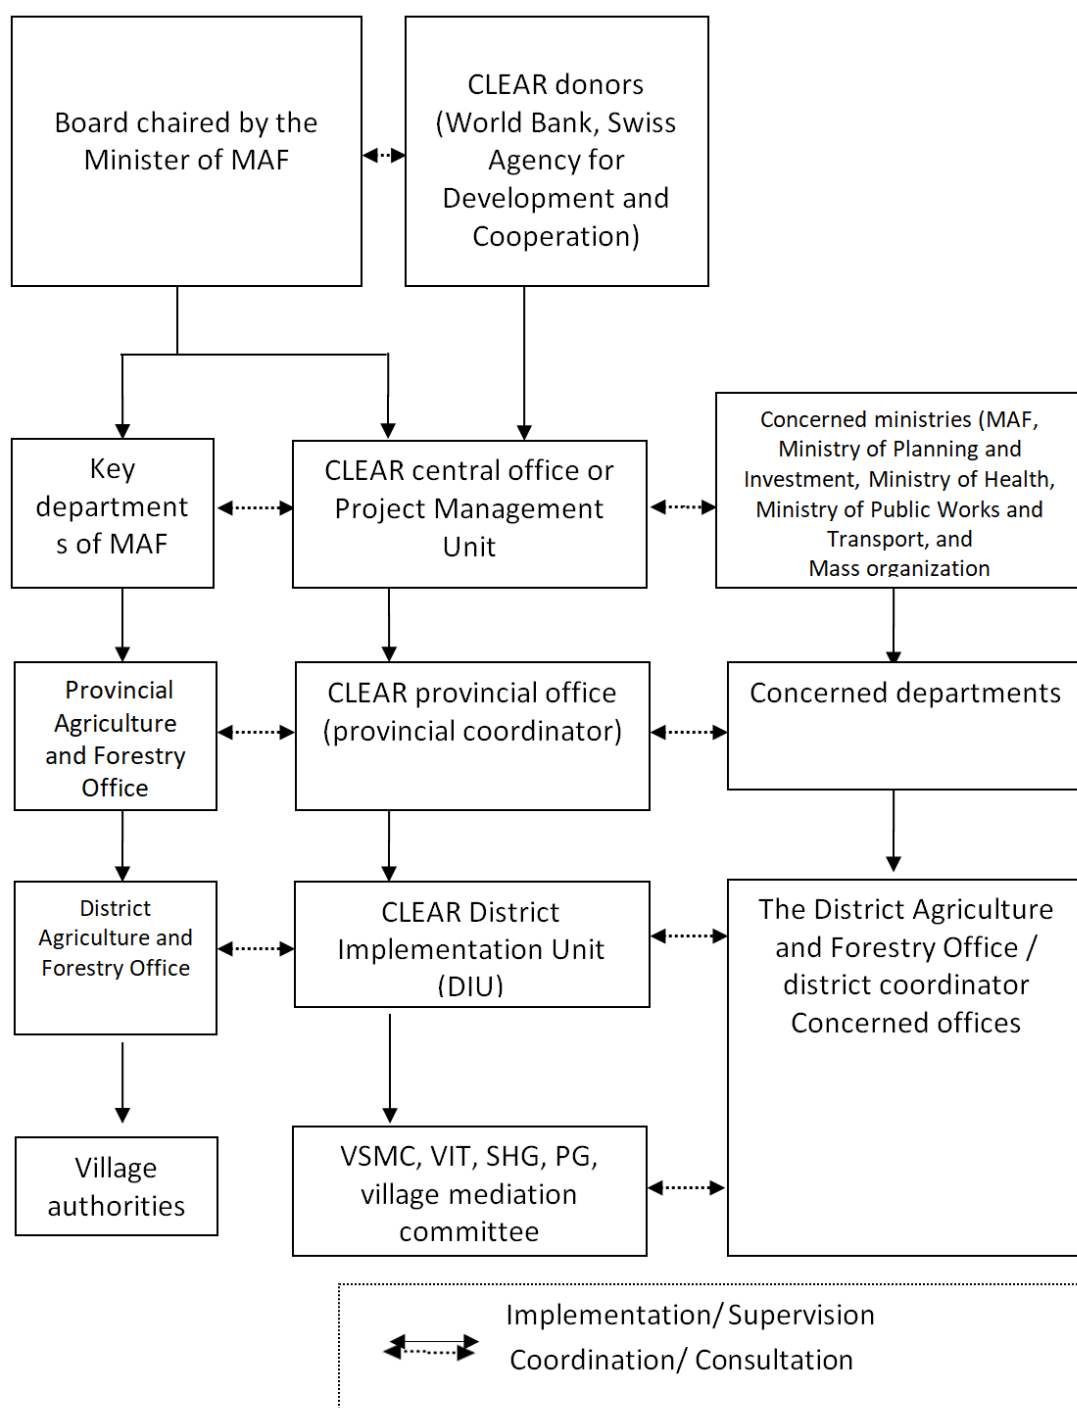 Board chaired by the
Minister of MAF
CLEAR donors
(World Bank, Swiss
Agency for
Development and
Cooperation)
Key
department
s of MAF
CLEAR central office or
Project Management
Unit
Concerned ministries (MAF,
Ministry of Planning and
Investment, Ministry of Health,
Ministry of Public Works and
Transport, and
Mass organization
Provincial
Agriculture
and Forestry
Office
CLEAR provincial office
(provincial coordinator)
Concerned departments
District
Agriculture and
Forestry Office
CLEAR District
Implementation Unit
(DIU)
The District Agriculture
and Forestry Office /
district coordinator
Concerned offices
Village
authorities
VSMC, VIT, SHG, PG,
village mediation
committee
Implementation/ Supervision
Coordination/ Consultation